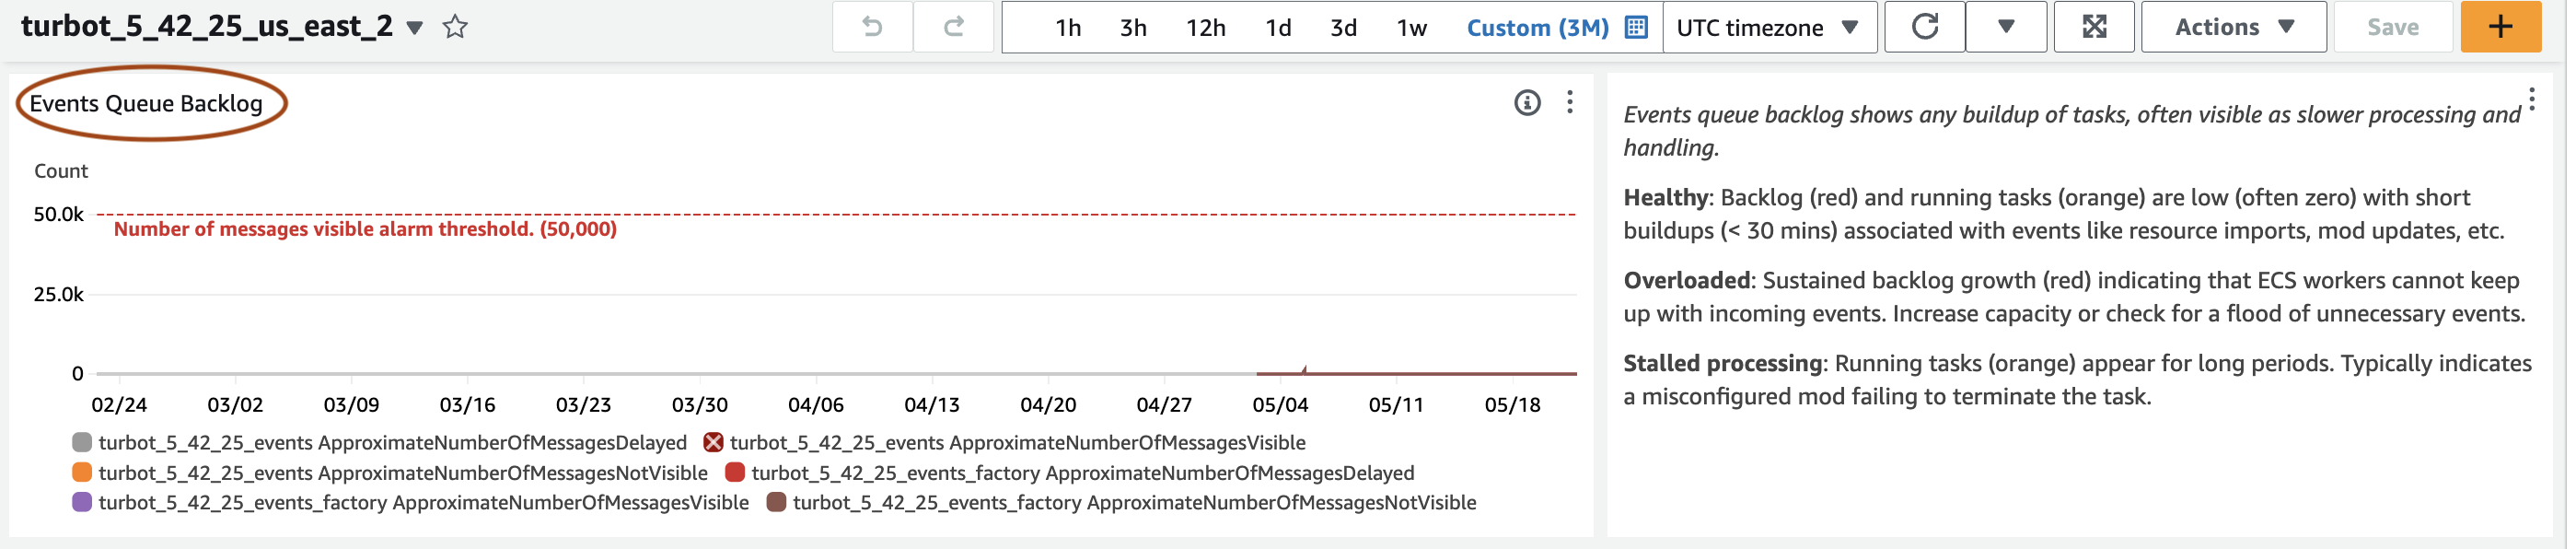 turbot_5_42_25_us_east_2
1h 3h 12h 1d 3d 1w Custom (3M) UTC timezone Actions Save +
Events Queue Backlog
Count
50.0k
Number of messages visible alarm threshold. (50,000)
25.0k
0
02/24 03/02 03/09 03/16 03/23 03/30 04/06 04/13 04/20 04/27 05/04 05/11 05/18
turbot_5_42_25_events ApproximateNumberOfMessagesDelayed turbot_5_42_25_events ApproximateNumberOfMessagesVisible
turbot_5_42_25_events ApproximateNumberOfMessagesNotVisible turbot_5_42_25_events_factory ApproximateNumberOfMessagesDelayed
turbot_5_42_25_events_factory ApproximateNumberOfMessagesVisible turbot_5_42_25_events_factory ApproximateNumberOfMessagesNotVisible
Events queue backlog shows any buildup of tasks, often visible as slower processing and
handling.
Healthy: Backlog (red) and running tasks (orange) are low (often zero) with short
buildups (< 30 mins) associated with events like resource imports, mod updates, etc.
Overloaded: Sustained backlog growth (red) indicating that ECS workers cannot keep
up with incoming events. Increase capacity or check for a flood of unnecessary events.
Stalled processing: Running tasks (orange) appear for long periods. Typically indicates
a misconfigured mod failing to terminate the task.